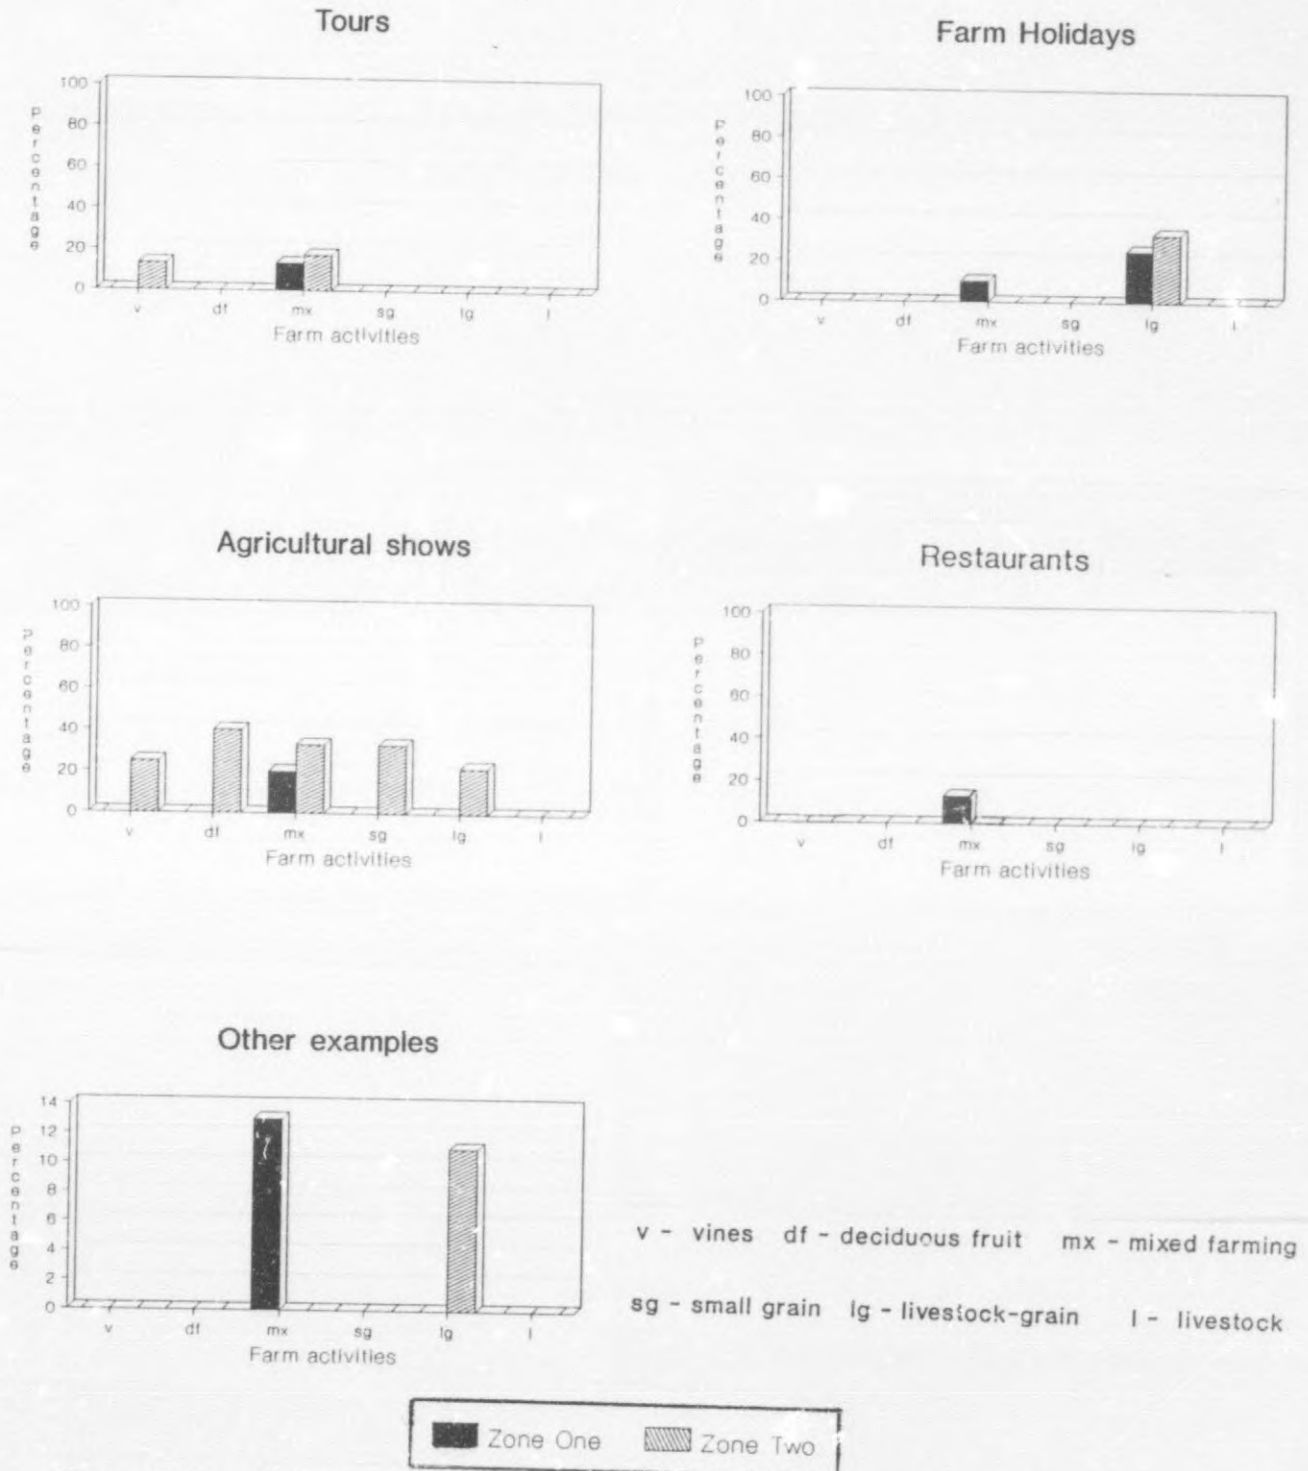 Tours
Percentage
100
80
60
40
20
0
v df mx sg lg l
Farm activities
Farm Holidays
Percentage
100
80
60
40
20
0
v df mx sg lg l
Farm activities
Agricultural shows
Percentage
100
80
60
40
20
0
v df mx sg lg l
Farm activities
Restaurants
Percentage
100
80
60
40
20
0
v df mx sg lg l
Farm activities
Other examples
Percentage
14
12
10
8
6
4
2
0
v df mx sg lg l
Farm activities
v - vines df - deciduous fruit mx - mixed farming
sg - small grain lg - livestock-grain l - livestock
Zone One Zone Two